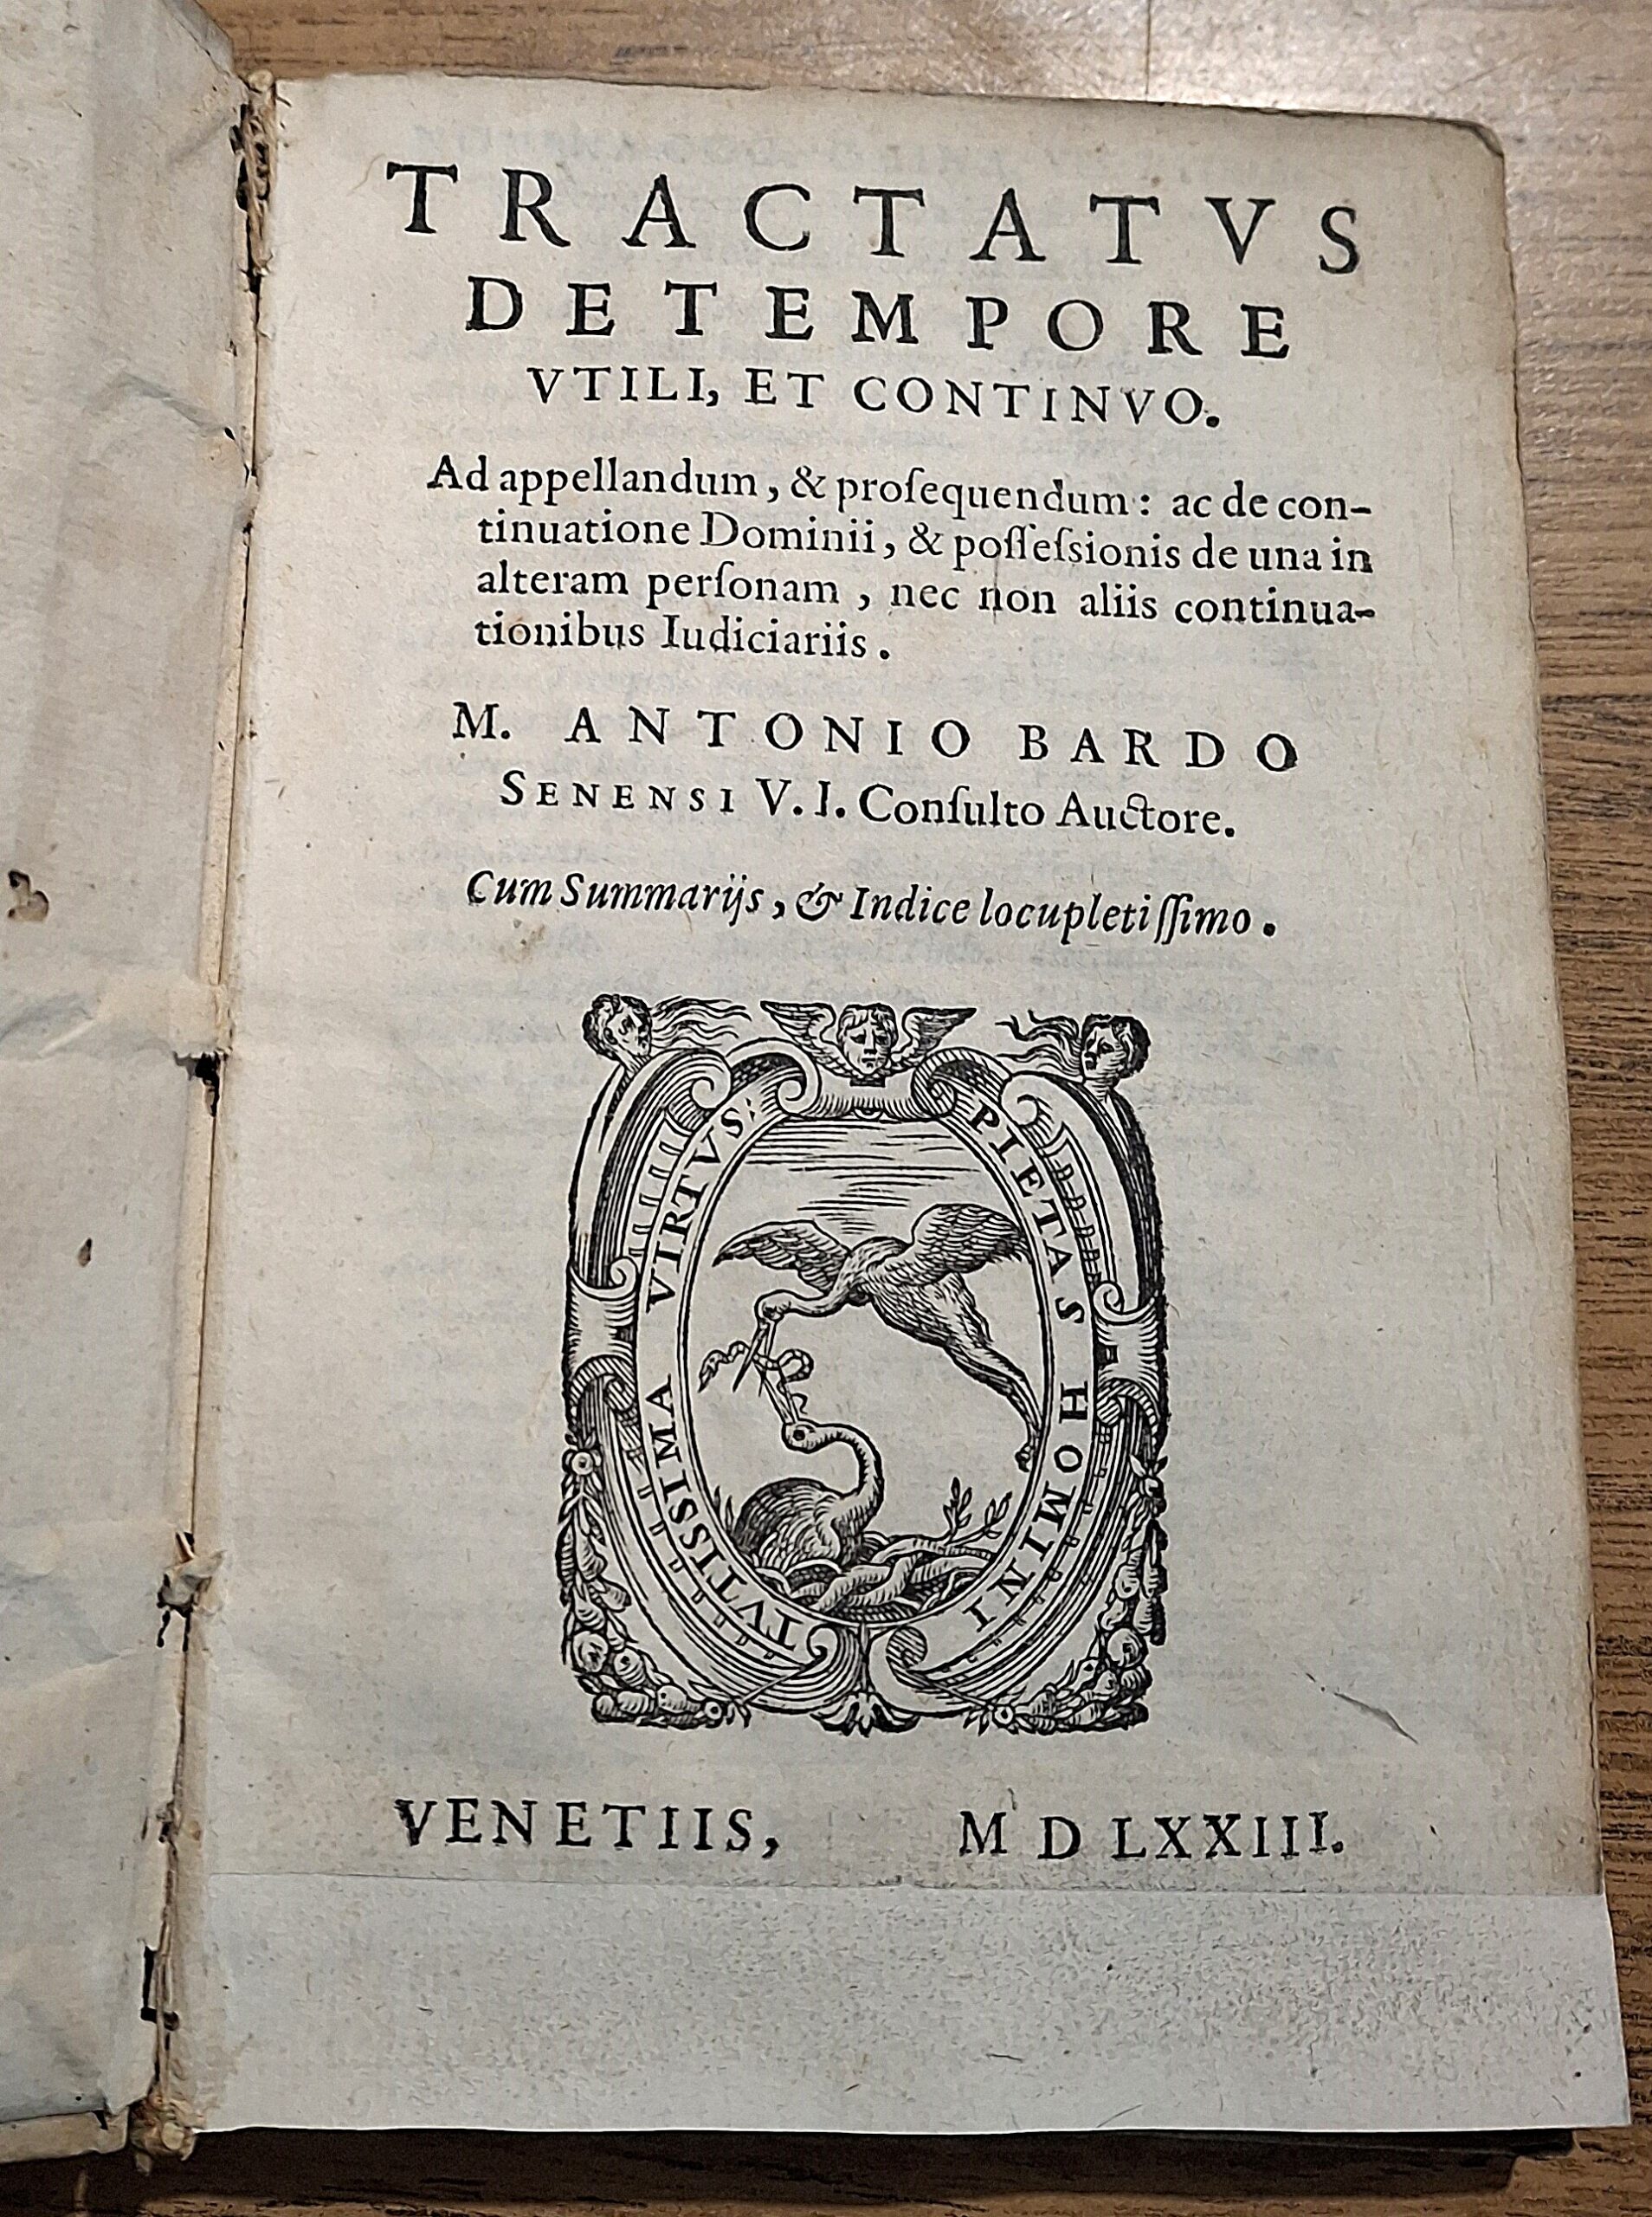 TRACTATVS
DE TEMPORE
VTILI, ET CONTINVO.
Ad appellandum, & proſequendum: ac de con-
tinuatione Dominii, & poſſeſsionis de una in
alteram perſonam, nec non aliis continua-
tionibus Iudiciariis.
M. ANTONIO BARDO
SENENSI V. I. Conſulto Auctore.
Cum Summarijs, & Indice locupletiſſimo.
PIETAS HOMINI
TVTISSIMA VIRTVS:
VENETIIS, M D LXXIII.